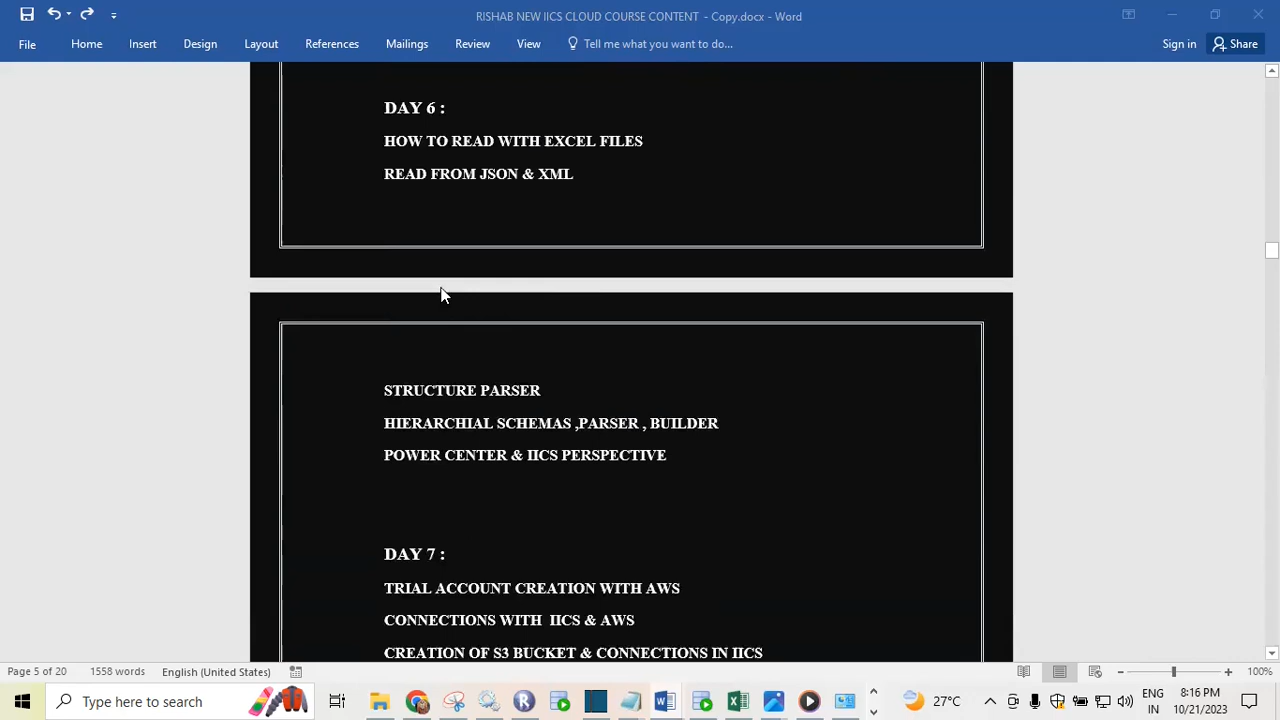 RISHAB NEW IICS CLOUD COURSE CONTENT - Copy.docx - Word
File Home Insert Design Layout References Mailings Review View Tell me what you want to do... Sign in Share
DAY 6 :
HOW TO READ WITH EXCEL FILES
READ FROM JSON & XML
STRUCTURE PARSER
HIERARCHIAL SCHEMAS ,PARSER , BUILDER
POWER CENTER & IICS PERSPECTIVE
DAY 7 :
TRIAL ACCOUNT CREATION WITH AWS
CONNECTIONS WITH IICS & AWS
CREATION OF S3 BUCKET & CONNECTIONS IN IICS
Page 5 of 20 1558 words English (United States) 100%
Type here to search 27°C ENG IN 8:16 PM 10/21/2023